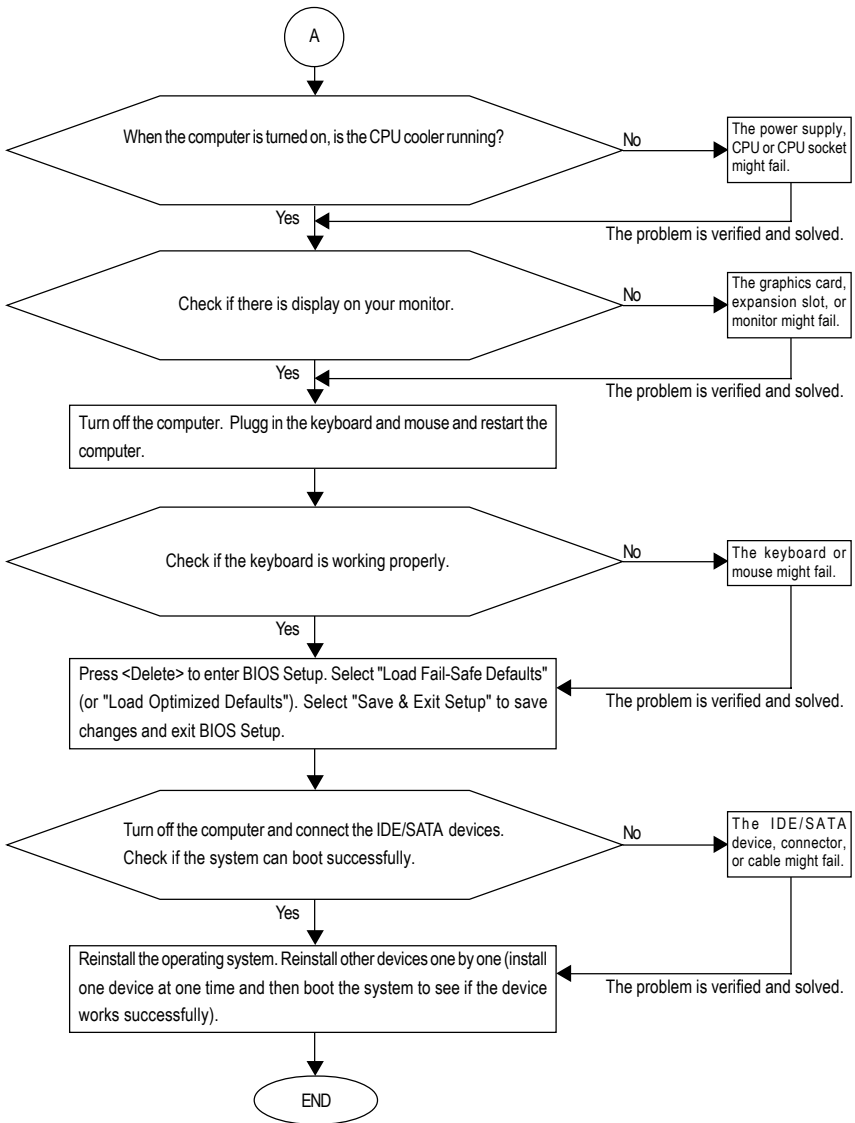 A
When the computer is turned on, is the CPU cooler running?
No
The power supply,
CPU or CPU socket
might fail.
Yes
The problem is verified and solved.
Check if there is display on your monitor.
No
The graphics card,
expansion slot, or
monitor might fail.
Yes
The problem is verified and solved.
Turn off the computer. Plugg in the keyboard and mouse and restart the
computer.
Check if the keyboard is working properly.
No
The keyboard or
mouse might fail.
Yes
Press <Delete> to enter BIOS Setup. Select "Load Fail-Safe Defaults"
(or "Load Optimized Defaults"). Select "Save & Exit Setup" to save
changes and exit BIOS Setup.
The problem is verified and solved.
Turn off the computer and connect the IDE/SATA devices.
Check if the system can boot successfully.
No
The IDE/SATA
device, connector,
or cable might fail.
Yes
Reinstall the operating system. Reinstall other devices one by one (install
one device at one time and then boot the system to see if the device
works successfully).
The problem is verified and solved.
END